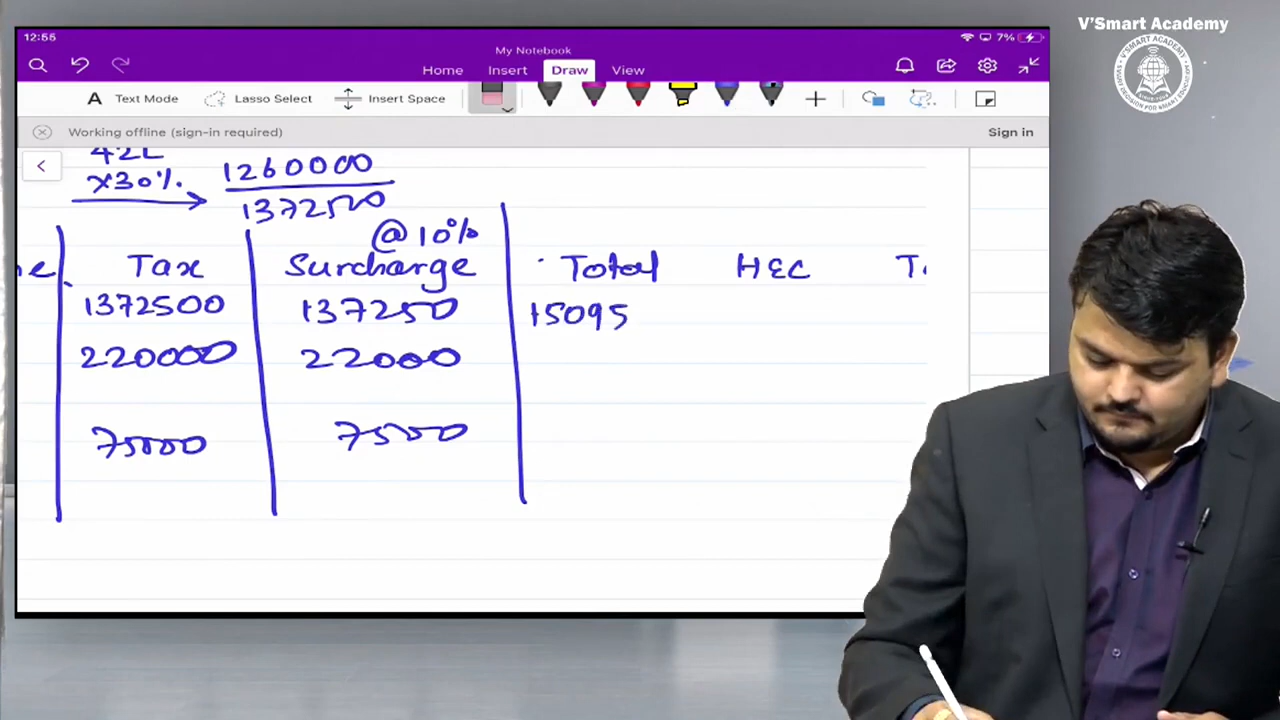 V'Smart Academy
12:55
7%
My Notebook
Home Insert Draw View
Text Mode Lasso Select Insert Space
Working offline (sign-in required) Sign in
42L
x30%. 1260000
1372500
@10%
ne Tax Surcharge Total HEC T.
1372500 137250 15095
220000 22000
75000 7500